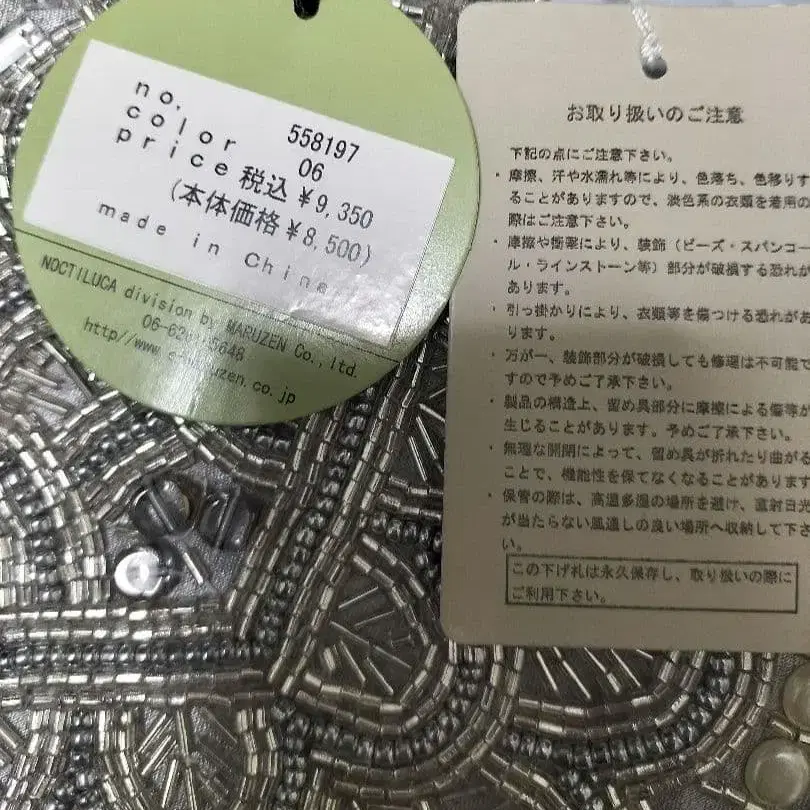 no. 558197
color 06
price 税込 ¥9,350
(本体価格 ¥8,500)
made in China
NOCTILUCA division by MARUZEN Co.,ltd.
5648
http//www
uzen.co.jp
お取り扱いのご注意
下記の点にご注意下さい。
・摩擦、汗や水濡れ等により、色落ち、色移りす
ることがありますので、淡色系の衣類を着用の
際はご注意下さい。
・摩擦や衝撃により、装飾（ビーズ・スパンコー
ル・ラインストーン等）部分が破損する恐れが
あります。
・引っ掛かりにより、衣類等を傷つける恐れがあ
ります。
・万が一、装飾部分が破損しても修理は不可能で
すので予めご了承下さい。
・製品の構造上、留め具部分に摩擦による傷等が
生じることがあります。予めご了承下さい。
・無理な開閉によって、留め具が折れたり曲がる
ことで、機能性を保てなくなることがあります
・保管の際は、高温多湿の場所を避け、直射日光
が当たらない風通しの良い場所へ収納して下さ
い。
この下げ札は永久保存し、取り扱いの際に
ご利用下さい。